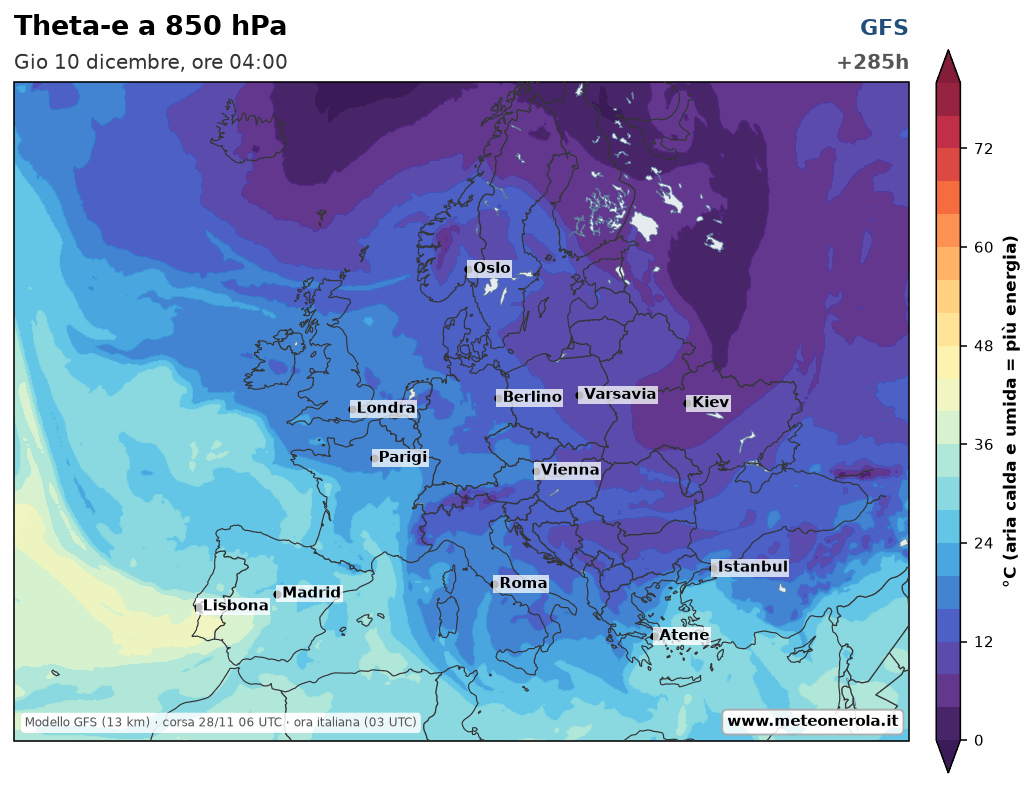 Theta-e a 850 hPa
GFS
Gio 10 dicembre, ore 04:00
+285h
72
60
48
36
24
12
0
°C (aria calda e umida = più energia)
Oslo
Berlino
Varsavia
Kiev
Londra
Parigi
Vienna
Istanbul
Roma
Madrid
Lisbona
Atene
Modello GFS (13 km) · corsa 28/11 06 UTC · ora italiana (03 UTC)
www.meteonerola.it